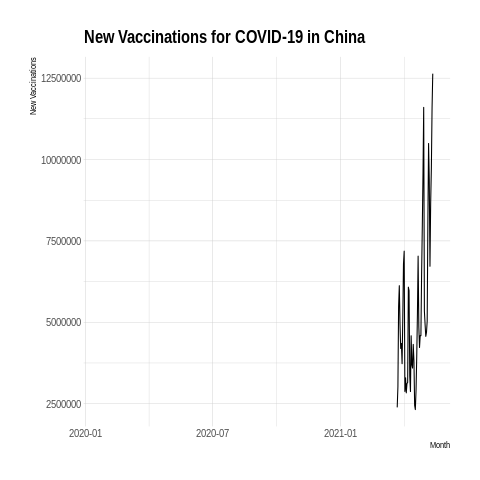 New Vaccinations for COVID-19 in China
New Vaccinations
12500000
10000000
7500000
5000000
2500000
2020-01 2020-07 2021-01
Month